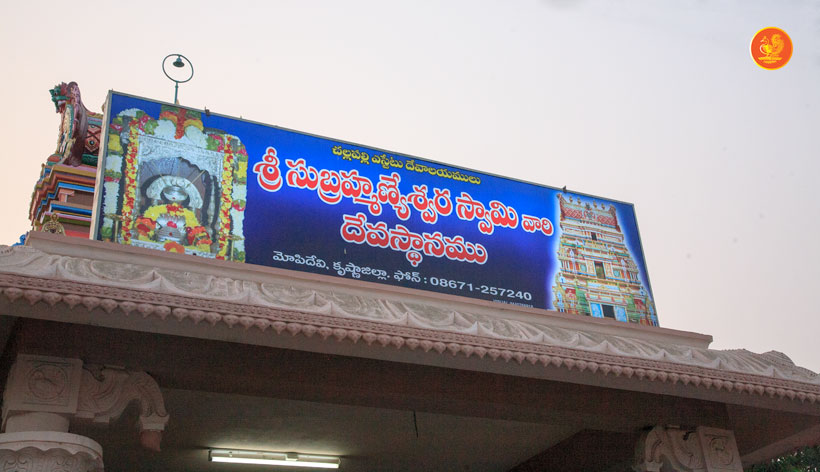 చల్లపల్లి ఎస్టేటు దేవాలయములు
శ్రీ సుబ్రహ్మణ్యేశ్వర స్వామి వారి
దేవస్థానము
మోపిదేవి, కృష్ణాజిల్లా. ఫోన్ : 08671-257240